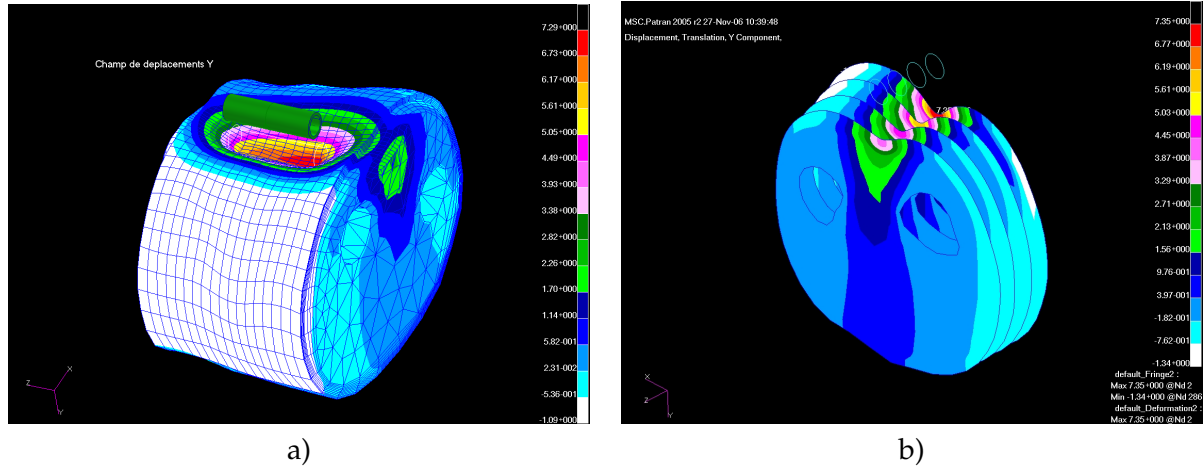 Champ de deplacements Y
7.29+000
6.73+000
6.17+000
5.61+000
5.05+000
4.49+000
3.93+000
3.38+000
2.82+000
2.26+000
1.70+000
1.14+000
5.82-001
2.31-002
-5.36-001
-1.09+000
X
Z
Y
a)
MSC.Patran 2005 r2 27-Nov-06 10:39:48
Displacement, Translation, Y Component,
7.35+000
6.77+000
6.19+000
5.61+000
5.03+000
4.45+000
3.87+000
3.29+000
2.71+000
2.13+000
1.56+000
9.76-001
3.97-001
-1.82-001
-7.62-001
-1.34+000
default_Fringe2 :
Max 7.35+000 @Nd 2
Min -1.34+000 @Nd 286
default_Deformation2 :
Max 7.35+000 @Nd 2
X
Z
Y
b)